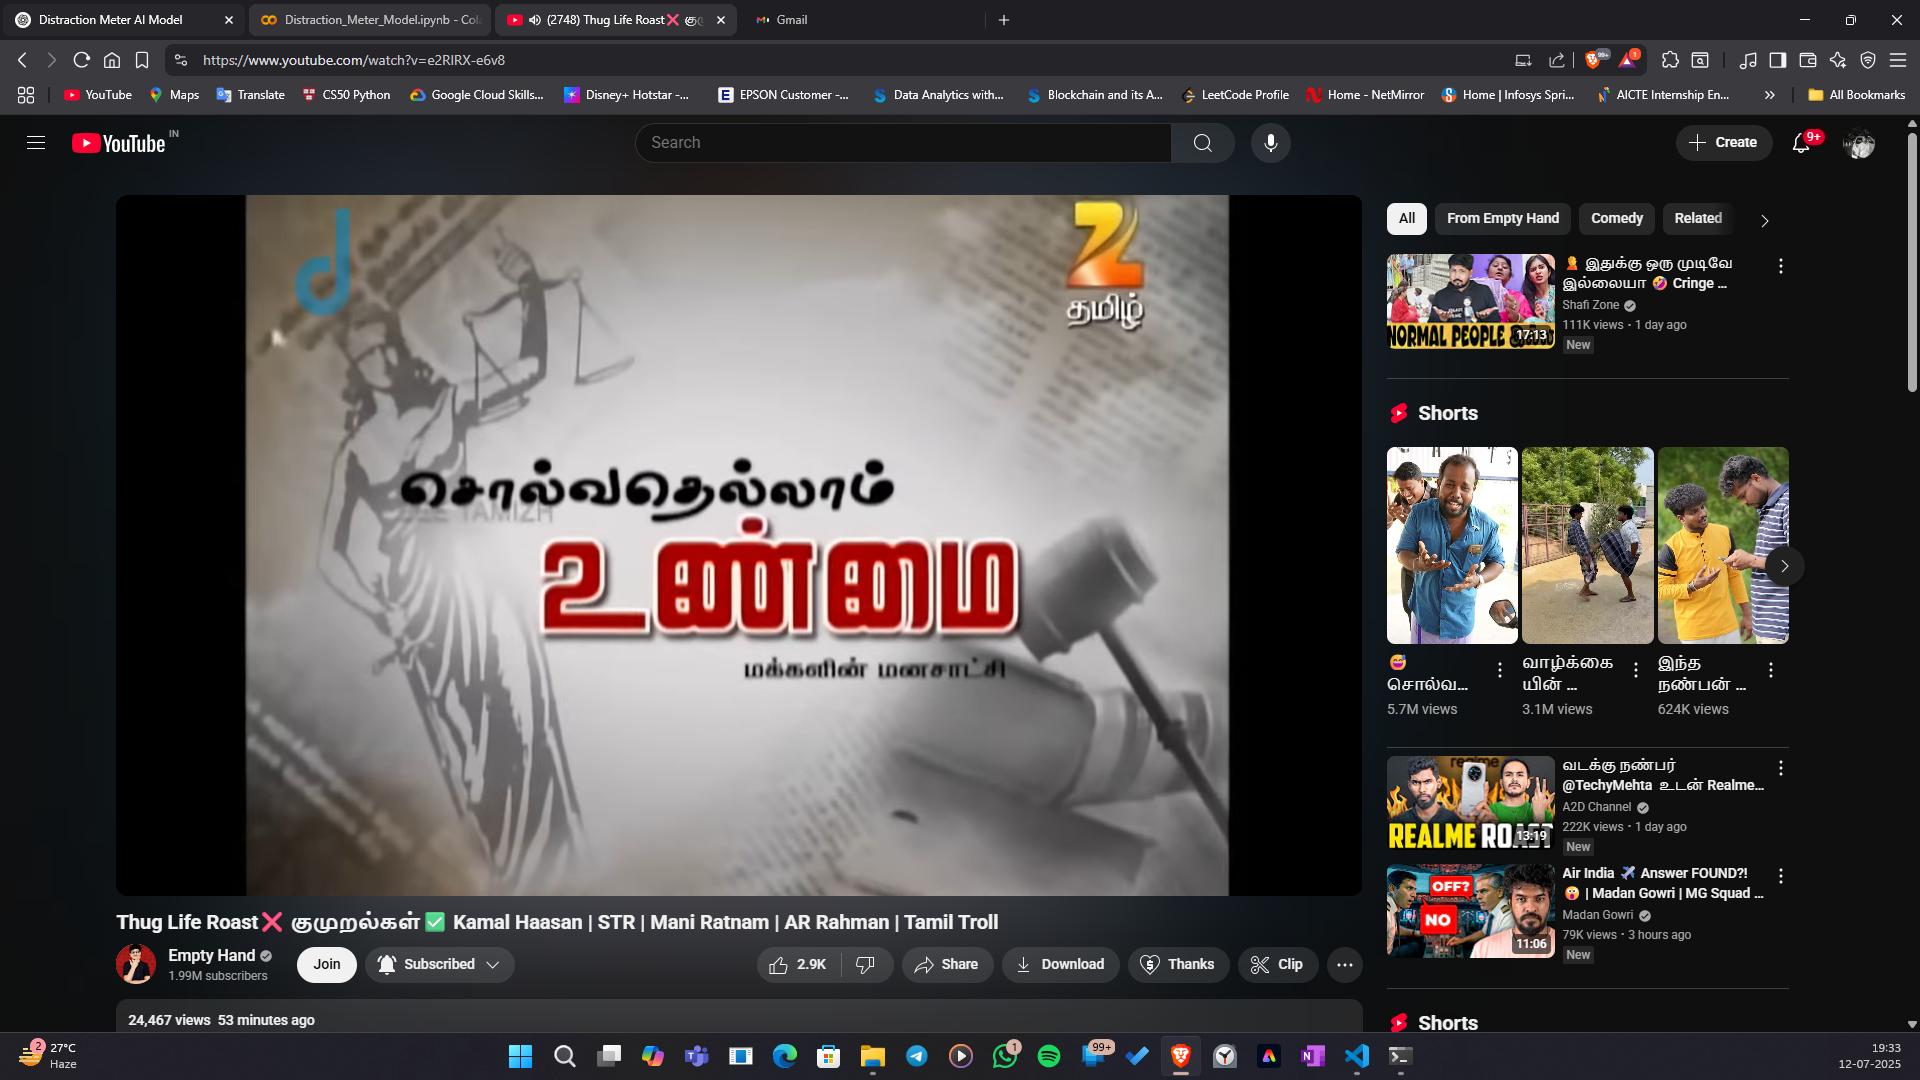 Distraction Meter AI Model
Distraction_Meter_Model.ipynb - Col
(2748) Thug Life Roast❌ கு
Gmail
https://www.youtube.com/watch?v=e2RlRX-e6v8
99+
1
YouTube
Maps
Translate
CS50 Python
Google Cloud Skills...
Disney+ Hotstar -...
EPSON Customer -...
Data Analytics with...
Blockchain and its A...
LeetCode Profile
Home - NetMirror
Home | Infosys Spri...
AICTE Internship En...
All Bookmarks
YouTube IN
Search
Create
9+
தமிழ்
சொல்வதெல்லாம்
ZEE TAMIZH
உண்மை
மக்களின் மனசாட்சி
Thug Life Roast❌ குமுறல்கள்✅ Kamal Haasan | STR | Mani Ratnam | AR Rahman | Tamil Troll
Empty Hand
1.99M subscribers
Join
Subscribed
2.9K
Share
Download
Thanks
Clip
24,467 views 53 minutes ago
All
From Empty Hand
Comedy
Related
NORMAL PEOPLE
17:13
இதுக்கு ஒரு முடிவே
இல்லையா 🤣 Cringe ...
Shafi Zone
111K views • 1 day ago
New
Shorts
😅
சொல்வ...
5.7M views
வாழ்க்கை
யின் ...
3.1M views
இந்த
நண்பன் ...
624K views
realme
REALME ROAST
13:19
வடக்கு நண்பர்
@TechyMehta உடன் Realme...
A2D Channel
222K views • 1 day ago
New
OFF?
NO
11:06
Air India ✈️ Answer FOUND?!
😲 | Madan Gowri | MG Squad ...
Madan Gowri
79K views • 3 hours ago
New
Shorts
2
27°C
Haze
1
99+
19:33
12-07-2025